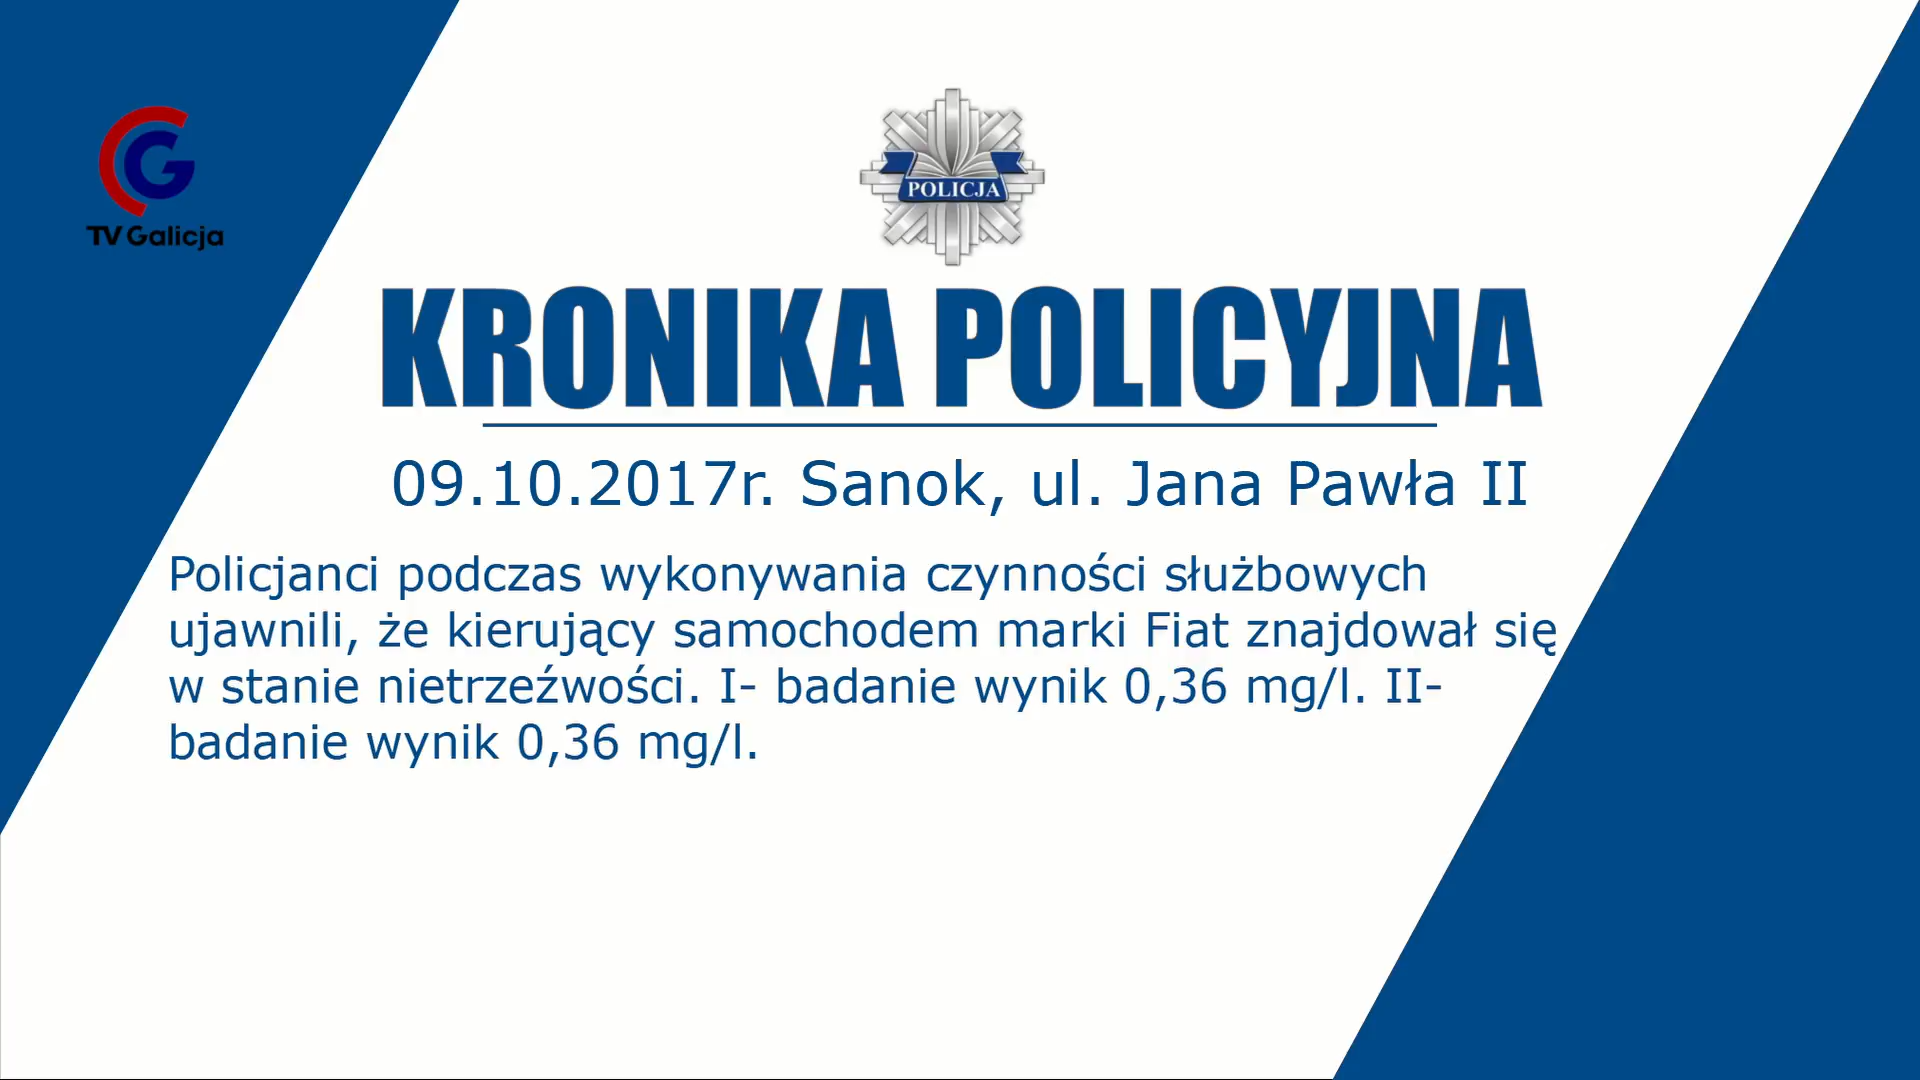 TV Galicja
POLICJA
KRONIKA POLICYJNA
09.10.2017r. Sanok, ul. Jana Pawła II
Policjanci podczas wykonywania czynności służbowych
ujawnili, że kierujący samochodem marki Fiat znajdował się
w stanie nietrzeźwości. I- badanie wynik 0,36 mg/l. II-
badanie wynik 0,36 mg/l.